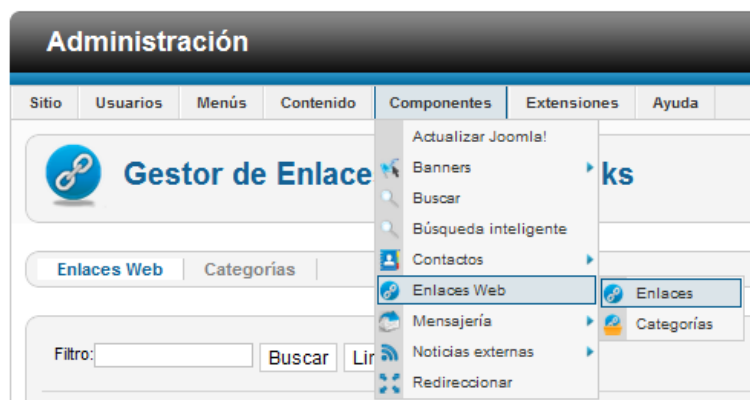 Administración
Sitio Usuarios Menús Contenido Componentes Extensiones Ayuda
Actualizar Joomla!
Gestor de Enlace ks
Banners
Buscar
Búsqueda inteligente
Enlaces Web Categorías
Contactos
Enlaces Web
Enlaces
Mensajería
Categorías
Filtro: Buscar Lir
Noticias externas
Redireccionar